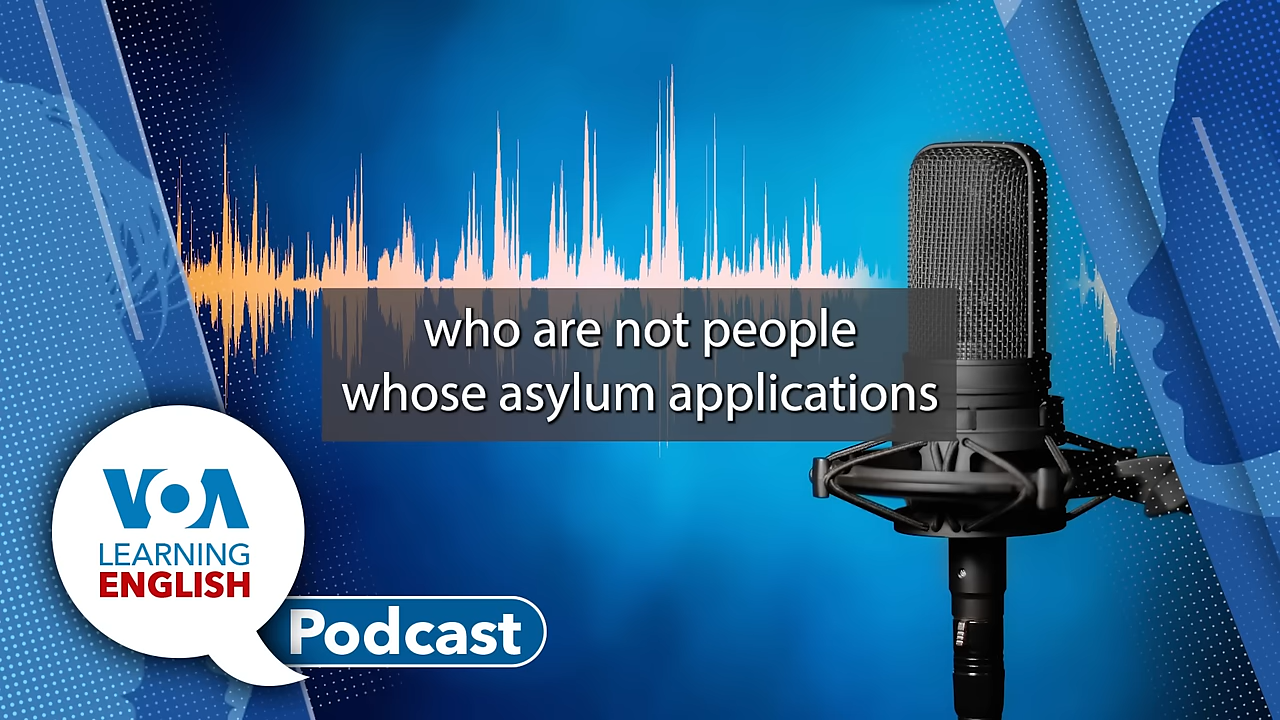 who are not people
whose asylum applications
VOA
LEARNING
ENGLISH
Podcast